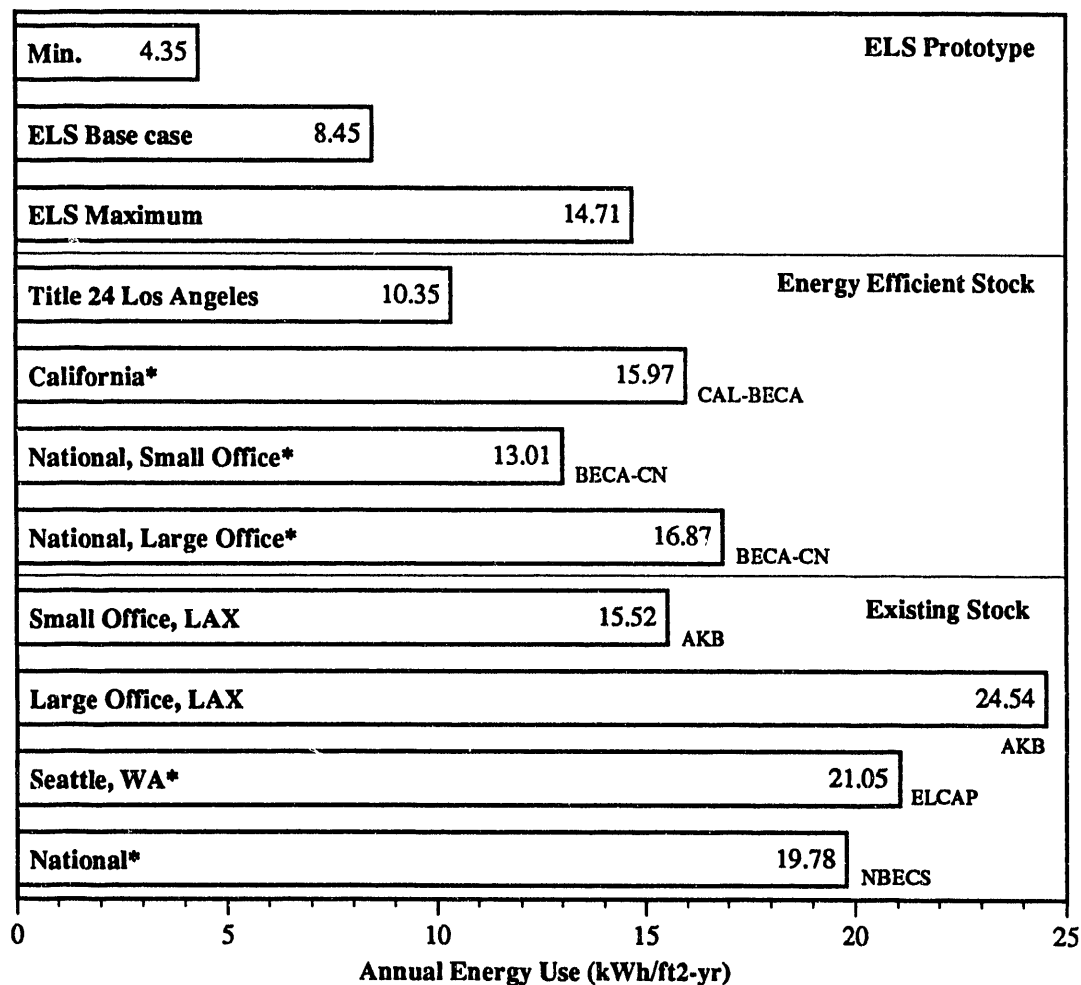 ELS Prototype
Min. 4.35
ELS Base case 8.45
ELS Maximum 14.71
Energy Efficient Stock
Title 24 Los Angeles 10.35
California* 15.97 CAL-BECA
National, Small Office* 13.01 BECA-CN
National, Large Office* 16.87 BECA-CN
Existing Stock
Small Office, LAX 15.52 AKB
Large Office, LAX 24.54
AKB
Seattle, WA* 21.05 ELCAP
National* 19.78 NBECS
0 5 10 15 20 25
Annual Energy Use (kWh/ft2-yr)